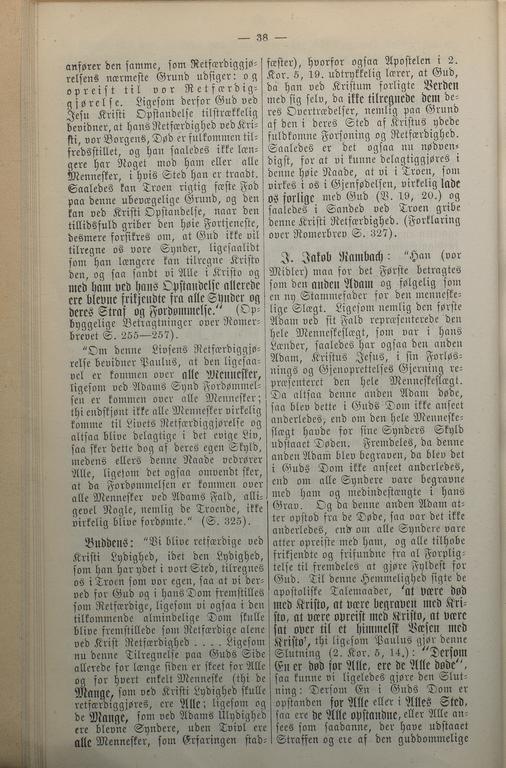 — 38 —
anfører den samme, som Retfærdiggjø-
relsens nærmeste Grund udsiger: og
opreist til vor Retfærdig-
gjørelse. Ligesom derfor Gud ved
Jesu Kristi Opstandelse tilstrækkelig
bevidner, at hans Retfærdighed ved Kri-
sti, vor Borgens, Død er fulkommen til-
fredsstillet, og han saaledes ikke læn-
gere har Noget mod ham eller alle
Mennesker, i hvis Sted han er traadt.
Saaledes kan Troen rigtig fæste Fod
paa denne ubevægelige Grund, og den
kan ved Kristi Opstandelse, naar den
tillidsfuld griber den høie Fortjeneste,
desmere forsikres om, at Gud ikke vil
tilregne os vore Synder, ligesaalidt
som han længere kan tilregne Kristo
den, og saa sandt vi Alle i Kristo og
med ham ved hans Opstandelse allerede
ere blevne frikjendte fra alle Synder og
deres Straf og Fordømmelse.“ (Op-
byggelige Betragtninger over Romer-
brevet S. 255—257).
“Om denne Livsens Retfærdiggjø-
relse bevidner Paulus, at den ligesaa-
vel er kommen over alle Mennesker,
ligesom ved Adams Synd Fordømmel-
sen er kommen over alle Mennesker;
thi endskjønt ikke alle Mennesker virkelig
komme til Livets Retfærdiggjørelse og
altsaa blive delagtige i det evige Liv,
saa sker dette dog af deres egen Skyld,
medens ellers denne Naade vedrører
Alle, ligesom det ogsaa omvendt sker,
at da Fordømmelsen er kommen over
alle Mennesker ved Adams Fald, alli-
gevel Nogle, nemlig de Troende, ikke
virkelig blive fordømte.“ (S. 325).
Buddeus: “Vi blive retfærdige ved
Kristi Lydighed, idet den Lydighed,
som han har ydet i vort Sted, tilregnes
os i Troen som vor egen, saa at vi der-
ved for Gud og i hans Dom fremstilles
som Retfærdige, ligesom vi ogsaa i den
tilkommende almindelige Dom skulle
blive fremstillede som Retfærdige alene
ved Krist Retfærdighed . . . . Ligesom
nu denne Tilregnelse paa Guds Side
allerede for længe siden er skeet for Alle
og for hvert enkelt Menneske (thi de
Mange, som ved Kristi Lydighed skulle
retfærdiggjøres, ere Alle; ligesom og
de Mange, som ved Adams Ulydighed
ere blevne Syndere, uden Tvivl ere
alle Mennesker, som Erfaringen stad-
fæster), hvorfor ogsaa Apostelen i 2.
Kor. 5, 19. udtrykkelig lærer, at Gud,
da han ved Kristum forligte Verden
med sig selv, da ikke tilregnede dem de-
res Overtrædelser, nemlig paa Grund
af den i deres Sted af Kristus ydede
fuldkomne Forsoning og Retfærdighed.
Saaledes er det ogsaa nu nødven-
digst, for at vi kunne delagtiggjøres i
denne høie Naade, at vi i Troen, som
virkes i os i Gjenfødelsen, virkelig lade
os forlige med Gud (V. 19, 20.) og
saaledes i Sanded ved Troen gribe
denne Kristi Retfærdighed. (Forklaring
over Romerbrev S. 327).
J. Jakob Rambach: “Han (vor
Midler) maa for det Første betragtes
som den anden Adam og følgelig som
en ny Stammefader for den menneske-
lige Slægt. Ligesom nemlig den første
Adam ved sit Fald repræsenterede den
hele Menneskeslægt, som var i hans
Lænder, saaledes har ogsaa den anden
Adam, Kristus Jesus, i sin Forløs-
nings og Gjenoprettelses Gjerning re-
præsenteret den hele Menneskeslægt.
Da altsaa denne anden Adam døde,
saa blev dette i Guds Dom ikke anseet
anderledes, end om den hele Menneske-
slægt havde for sine Synders Skyld
udstaaet Døden. Fremdeles, da denne
anden Adam blev begraven, da blev det
i Guds Dom ikke anseet anderledes,
end om alle Syndere vare begravne
med ham og medindesluttede i hans
Grav. Og da denne anden Adam at-
ter opstod fra de Døde, saa var det ikke
anderledes, end om alle Syndere vare
atter opreiste med ham, og alle tilhobe
frikjendte og frifundne fra al Forplig-
telse til fremdeles at gjøre Fyldest for
Gud. Til denne Hemmelighed sigte de
apostoliske Talemaader, ‘at være død
med Kristo, at være begraven med Kri-
sto, at være opreist med Kristo, at være
sat over til et himmelsk Væsen med
Kristo’, thi ligesom Paulus gjør denne
Slutning (2. Kor. 5, 14,): “Dersom
En er død for Alle, ere de Alle døde“,
saa kunne vi ligeledes gjøre den Slut-
ning: Dersom En i Guds Dom er
opstanden for Alle eller i Alles Sted,
saa ere de Alle opstandne, eller Alle an-
sees som saadanne, der have udstaaet
Straffen og ere af den guddommelige